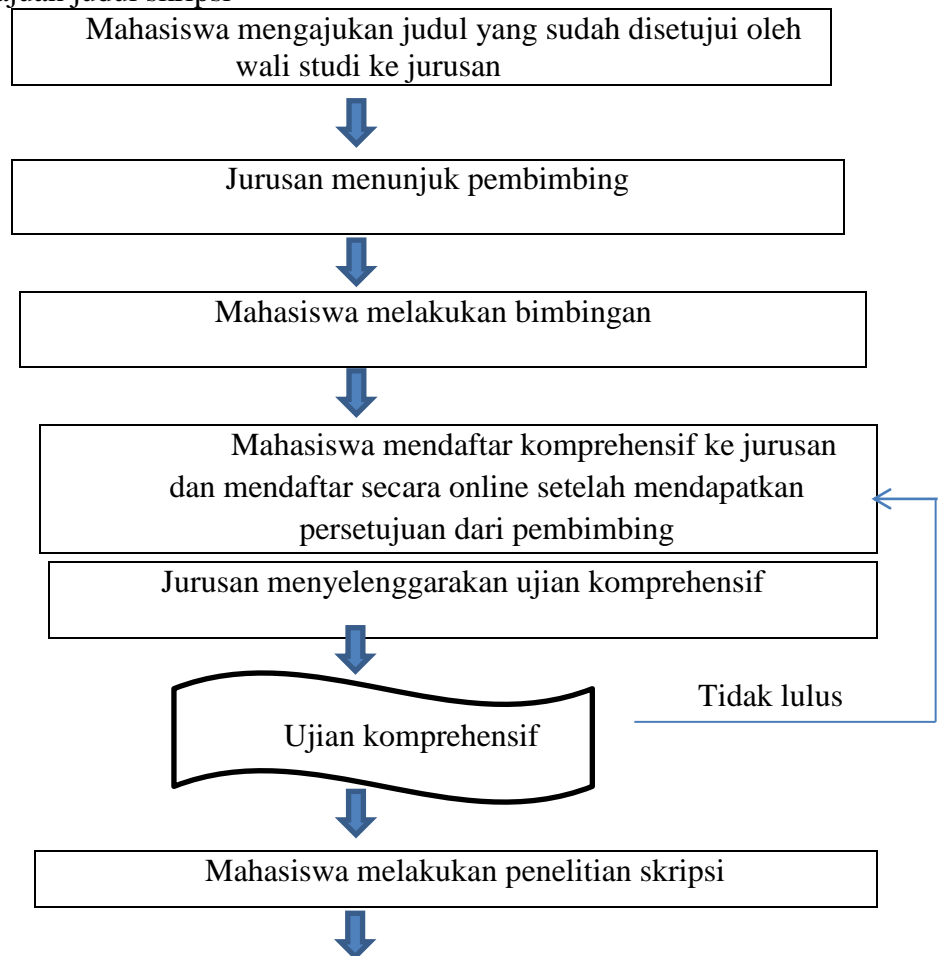 judul skripsi
Mahasiswa mengajukan judul yang sudah disetujui oleh
wali studi ke jurusan
Jurusan menunjuk pembimbing
Mahasiswa melakukan bimbingan
Mahasiswa mendaftar komprehensif ke jurusan
dan mendaftar secara online setelah mendapatkan
persetujuan dari pembimbing
Jurusan menyelenggarakan ujian komprehensif
Tidak lulus
Ujian komprehensif
Mahasiswa melakukan penelitian skripsi